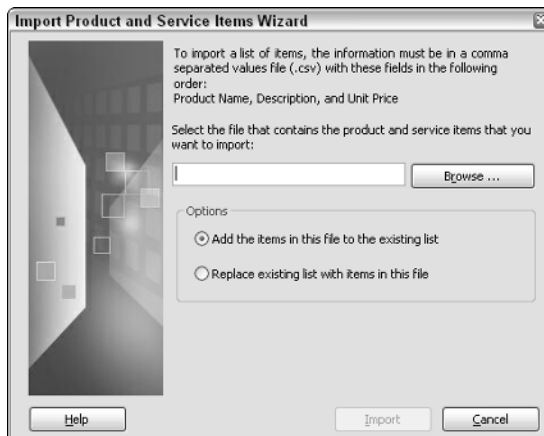 Import Product and Service Items Wizard
To import a list of items, the information must be in a comma
separated values file (.csv) with these fields in the following
order:
Product Name, Description, and Unit Price
Select the file that contains the product and service items that you
want to import:
Browse ...
Options
Add the items in this file to the existing list
Replace existing list with items in this file
Help
Import
Cancel